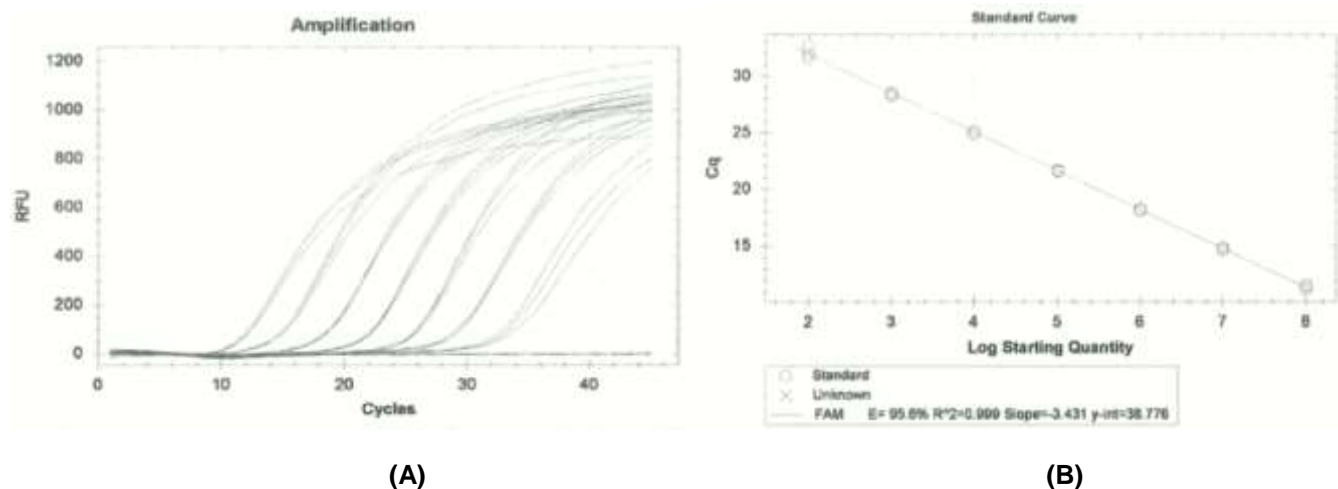 Amplification
1200
1000
800
600
400
200
0
RFU
0
10
20
30
40
Cycles
(A)
Standard Curve
30
25
20
15
Cq
2
3
4
5
6
7
8
Log Starting Quantity
Standard
Unknown
FAM E= 95.6% R^2=0.999 Slope=-3.431 y-int=38.776
(B)